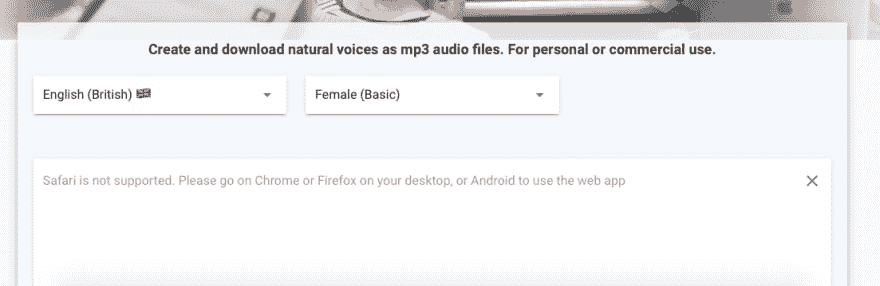 Create and download natural voices as mp3 audio files. For personal or commercial use.
English (British) 🇬🇧
Female (Basic)
Safari is not supported. Please go on Chrome or Firefox on your desktop, or Android to use the web app